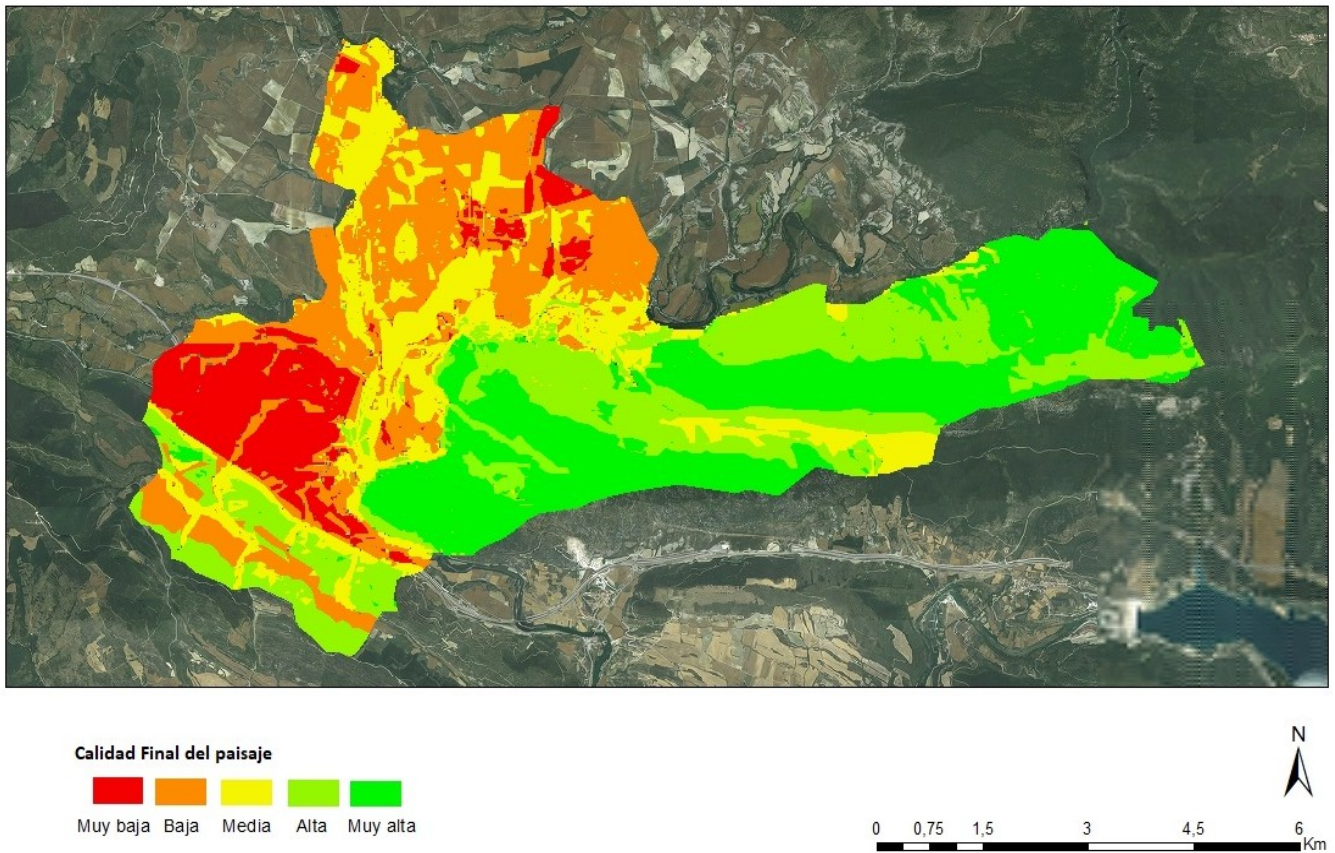 Calidad Final del paisaje
Muy baja Baja Media Alta Muy alta
N
0 0,75 1,5 3 4,5 6
Km